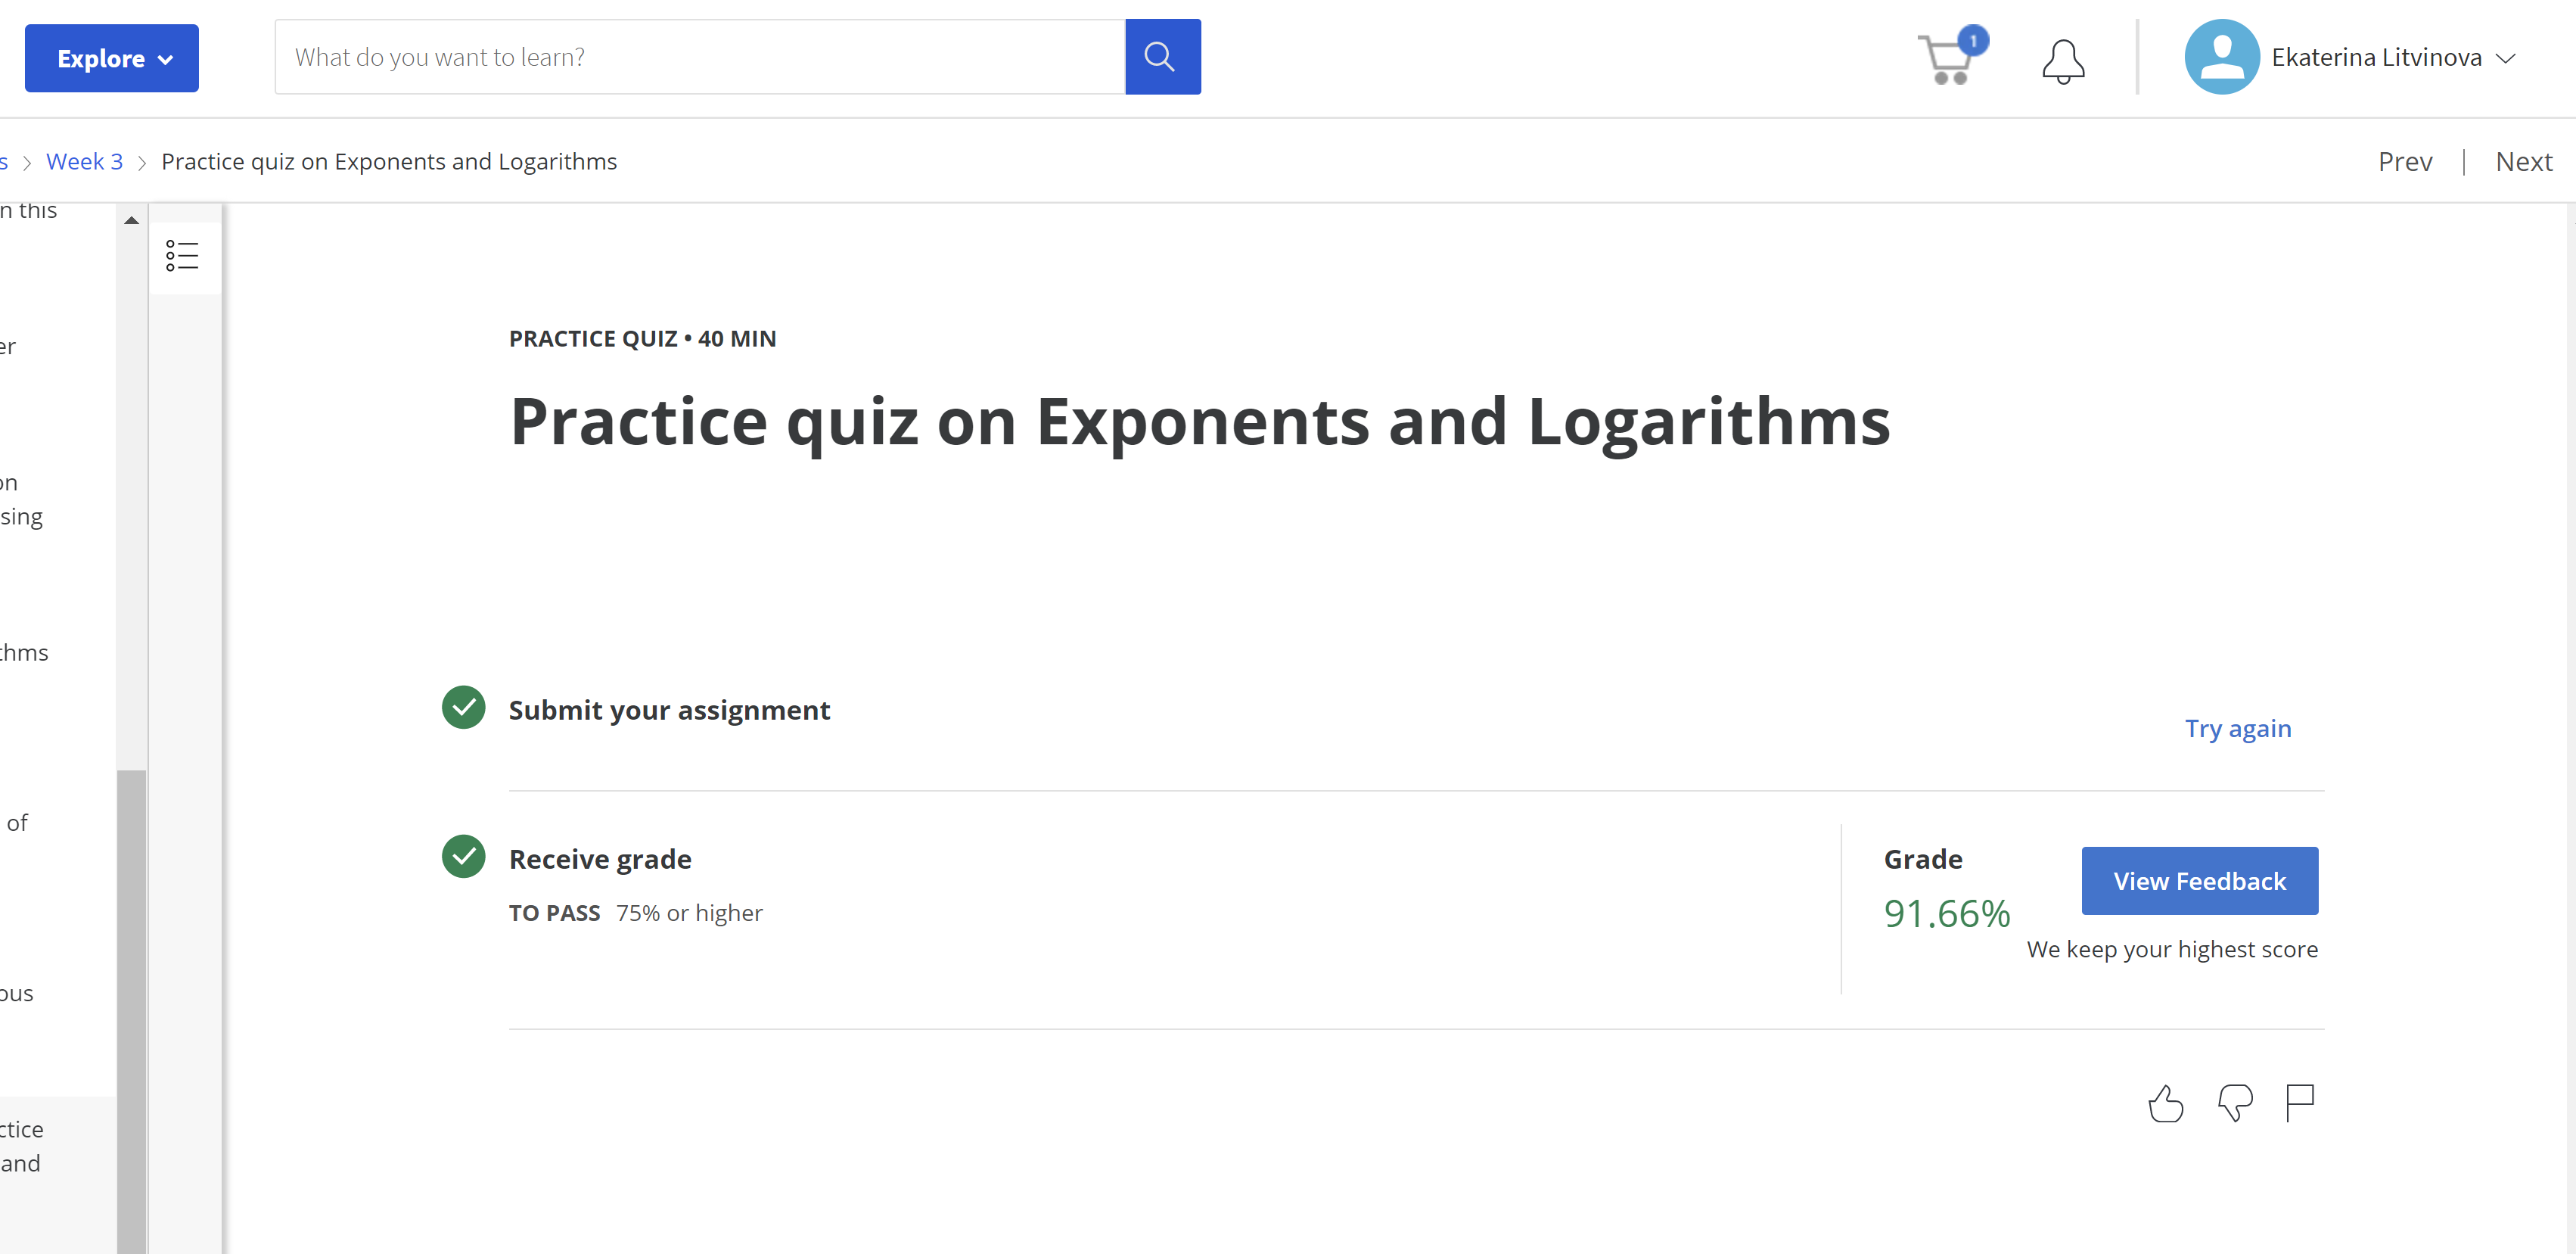 Explore
What do you want to learn?
1
Ekaterina Litvinova
s > Week 3 > Practice quiz on Exponents and Logarithms
Prev | Next
n this
er
on
sing
thms
of
ous
ctice
and
PRACTICE QUIZ • 40 MIN
Practice quiz on Exponents and Logarithms
Submit your assignment
Try again
Receive grade
TO PASS 75% or higher
Grade
91.66%
View Feedback
We keep your highest score